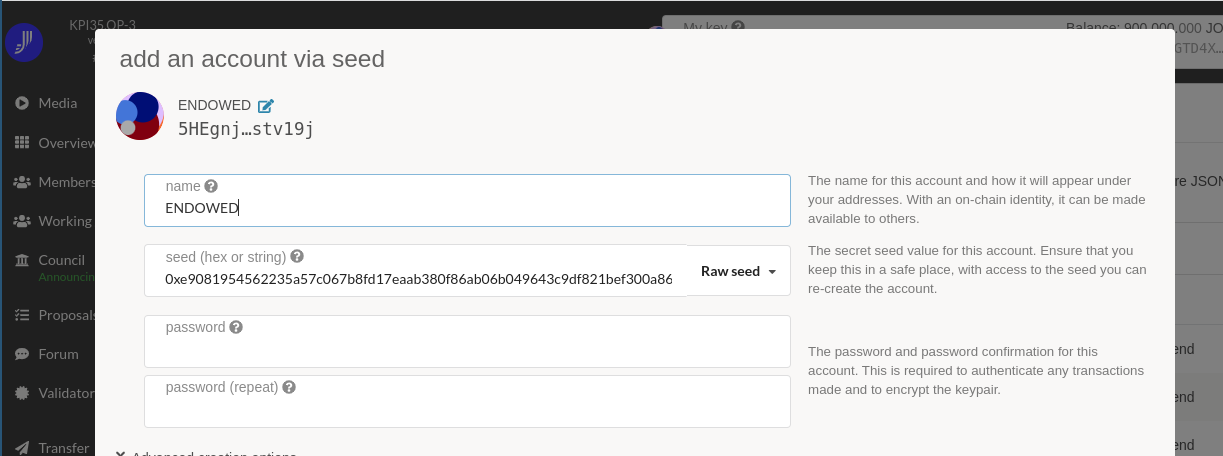 KPI35.OP-3
My key
Balance: 900,000.000 JO
GTD4X...
add an account via seed
ENDOWED
5HEgnj…stv19j
Media
Overview
Members
Working
Council
Announcin
Proposals
Forum
Validator
Transfer
name
ENDOWED
The name for this account and how it will appear under
your addresses. With an on-chain identity, it can be made
available to others.
seed (hex or string)
0xe9081954562235a57c067b8fd17eaab380f86ab06b049643c9df821bef300a86
Raw seed
The secret seed value for this account. Ensure that you
keep this in a safe place, with access to the seed you can
re-create the account.
password
password (repeat)
The password and password confirmation for this
account. This is required to authenticate any transactions
made and to encrypt the keypair.
Advanced creation options
re JSON
end
end
end